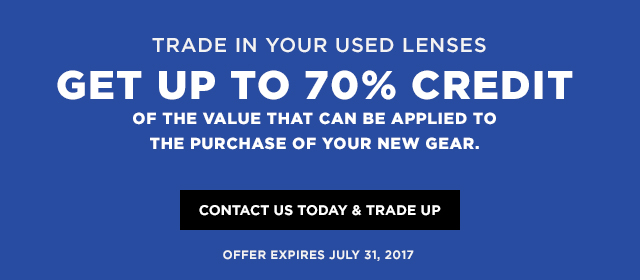 TRADE IN YOUR USED LENSES
GET UP TO 70% CREDIT
OF THE VALUE THAT CAN BE APPLIED TO
THE PURCHASE OF YOUR NEW GEAR.
CONTACT US TODAY & TRADE UP
OFFER EXPIRES JULY 31, 2017